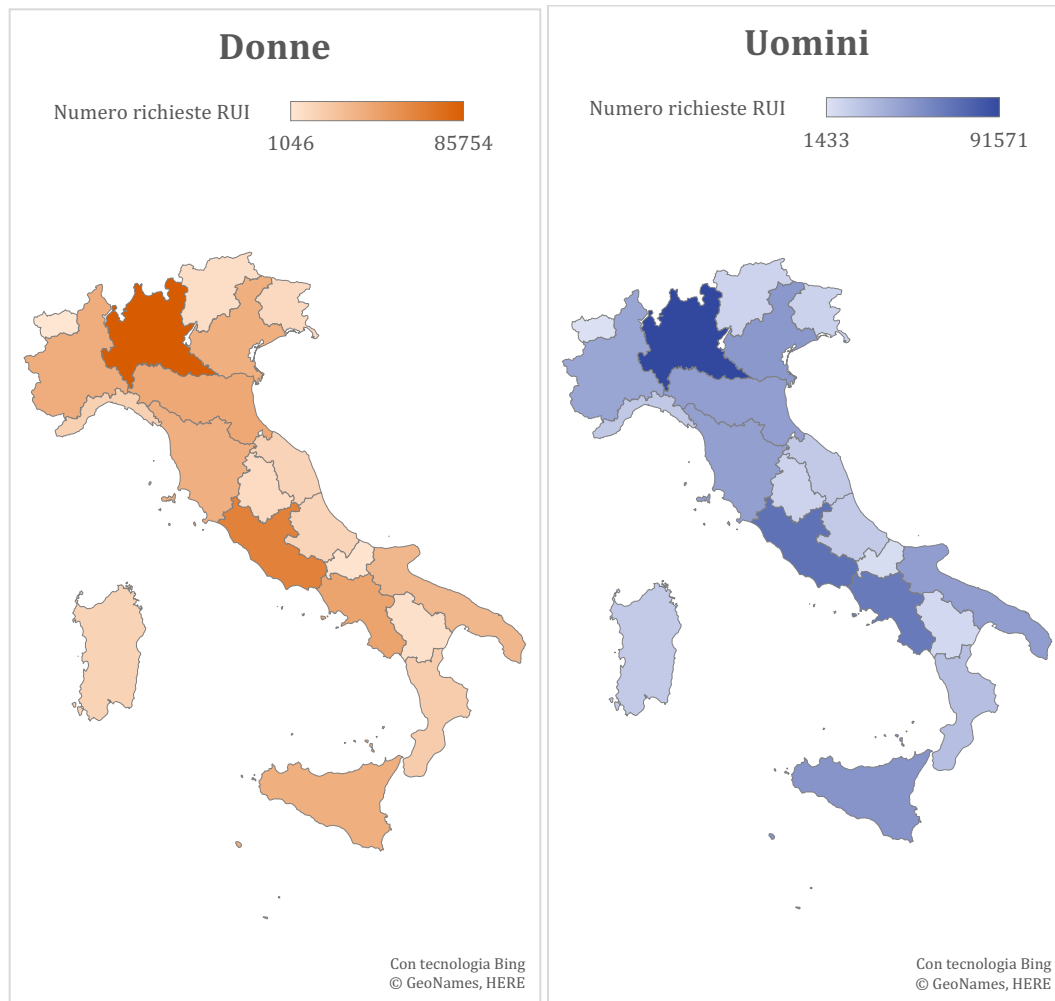 Donne
Numero richieste RUI
1046 85754
Con tecnologia Bing
© GeoNames, HERE
Uomini
Numero richieste RUI
1433 91571
Con tecnologia Bing
© GeoNames, HERE